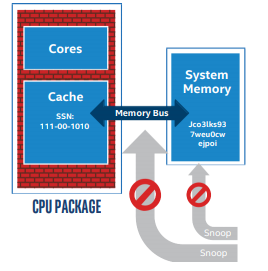 Cores
Cache
SSN:
111-00-1010
Memory Bus
System
Memory
Jco3lks93
7weu0cw
ejpoi
CPU PACKAGE
Snoop
Snoop